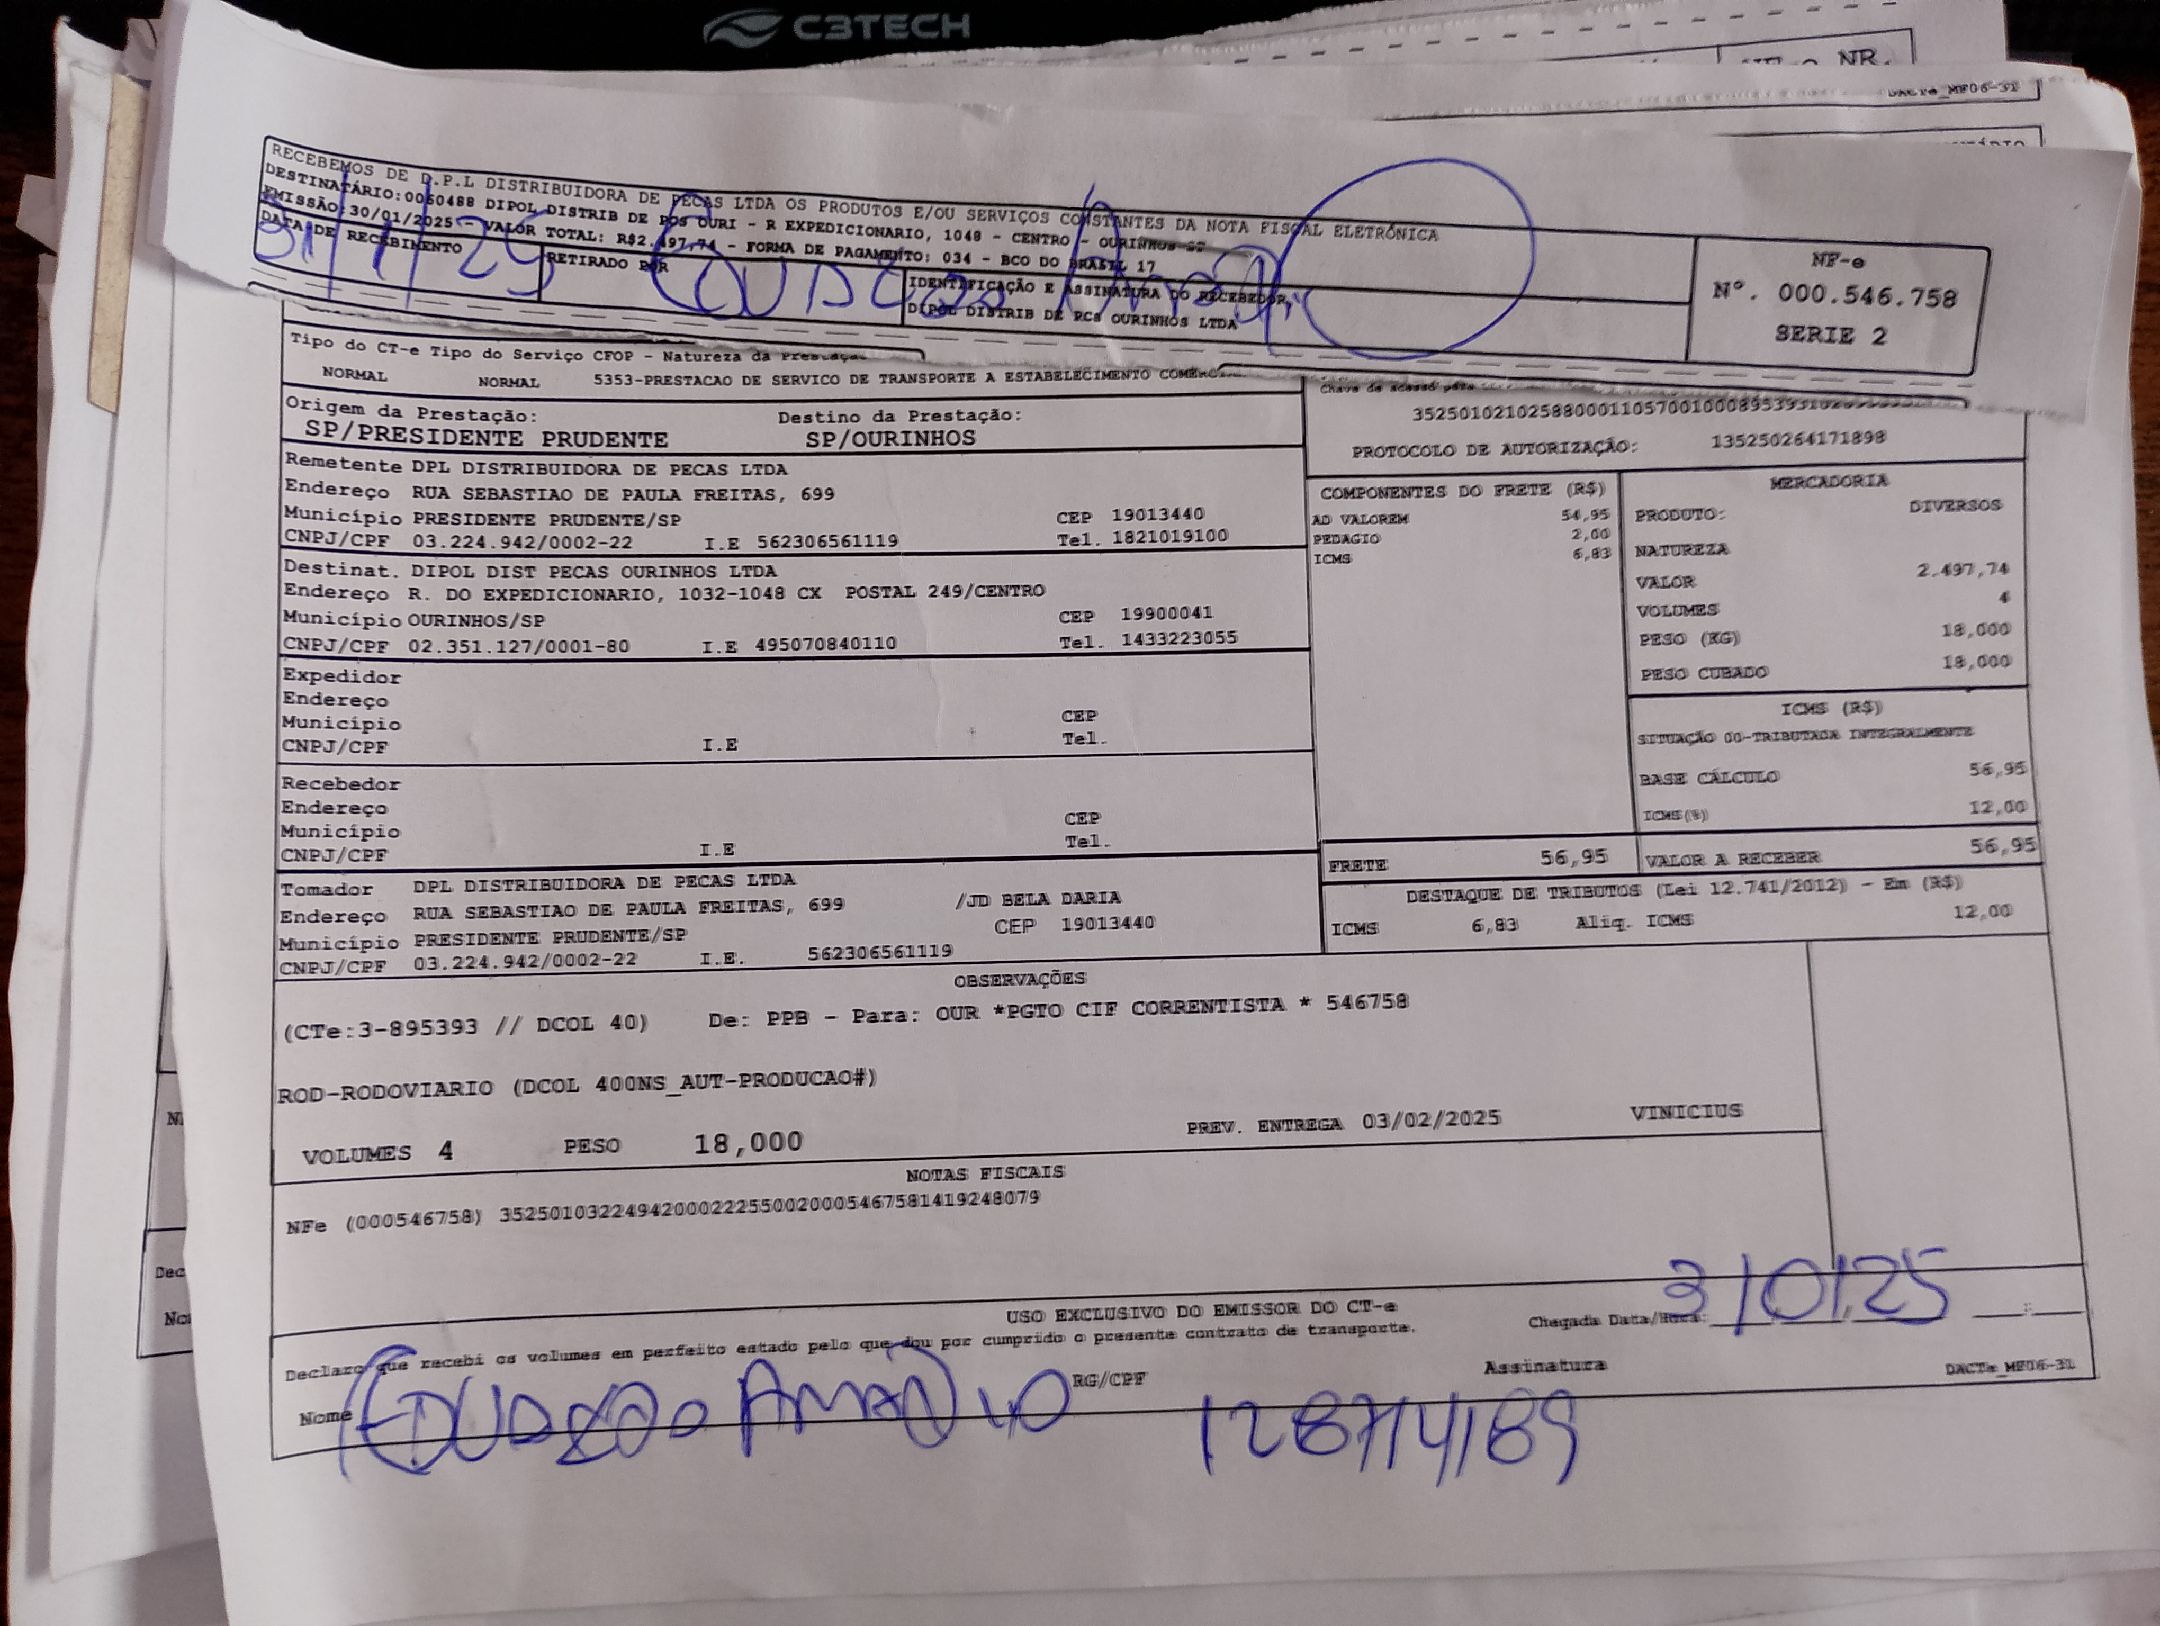 C3TECH
NF-e NR.
DACTe_MF06-31
RECEBEMOS DE D.P.L DISTRIBUIDORA DE PECAS LTDA OS PRODUTOS E/OU SERVIÇOS CONSTANTES DA NOTA FISCAL ELETRÔNICA
DESTINATÁRIO:0060488 DIPOL DISTRIB DE PÇS OURI - R EXPEDICIONARIO, 1048 - CENTRO - OURINHOS-SP
EMISSÃO:30/01/2025 - VALOR TOTAL: R$2.497,74 - FORMA DE PAGAMENTO: 034 - BCO DO BRASIL 17
DATA DE RECEBIMENTO
RETIRADO POR
IDENTIFICAÇÃO E ASSINATURA DO RECEBEDOR
DIPOL DISTRIB DE PCS OURINHOS LTDA
31/1/25
NF-e
Nº. 000.546.758
SERIE 2
Tipo do CT-e Tipo do Serviço CFOP - Natureza da
NORMAL NORMAL 5353-PRESTACAO DE SERVICO DE TRANSPORTE A ESTABELECIMENTO
Chave de acesso
PROTOCOLO DE AUTORIZAÇÃO: 135250264171898
Origem da Prestação: Destino da Prestação:
SP/PRESIDENTE PRUDENTE SP/OURINHOS
Remetente DPL DISTRIBUIDORA DE PECAS LTDA
Endereço RUA SEBASTIAO DE PAULA FREITAS, 699
Município PRESIDENTE PRUDENTE/SP CEP 19013440
CNPJ/CPF 03.224.942/0002-22 I.E 562306561119 Tel. 1821019100
Destinat. DIPOL DIST PECAS OURINHOS LTDA
Endereço R. DO EXPEDICIONARIO, 1032-1048 CX POSTAL 249/CENTRO
Município OURINHOS/SP CEP 19900041
CNPJ/CPF 02.351.127/0001-80 I.E 495070840110 Tel. 1433223055
Expedidor
Endereço
Município CEP
CNPJ/CPF I.E Tel.
Recebedor
Endereço
Município CEP
CNPJ/CPF I.E Tel.
Tomador DPL DISTRIBUIDORA DE PECAS LTDA
Endereço RUA SEBASTIAO DE PAULA FREITAS, 699 /JD BELA DARIA
Município PRESIDENTE PRUDENTE/SP CEP 19013440
CNPJ/CPF 03.224.942/0002-22 I.E. 562306561119
COMPONENTES DO FRETE (R$)
AD VALOREM 54,95
PEDAGIO 2,00
ICMS 6,83
MERCADORIA
PRODUTO: DIVERSOS
NATUREZA
VALOR 2.497,74
VOLUMES 4
PESO (KG) 18,000
PESO CUBADO 18,000
ICMS (R$)
SITUAÇÃO 00-TRIBUTADA INTEGRALMENTE
BASE CÁLCULO 56,95
ICMS(%) 12,00
FRETE 56,95 VALOR A RECEBER 56,95
DESTAQUE DE TRIBUTOS (Lei 12.741/2012) - Em (R$)
ICMS 6,83 Aliq. ICMS 12,00
OBSERVAÇÕES
(CTe:3-895393 // DCOL 40) De: PPB - Para: OUR *PGTO CIF CORRENTISTA * 546758
ROD-RODOVIARIO (DCOL 400NS_AUT-PRODUCAO#)
VOLUMES 4 PESO 18,000 PREV. ENTREGA 03/02/2025 VINICIUS
NOTAS FISCAIS
NFe (000546758) 35250103224942000222550020005467581419248079
USO EXCLUSIVO DO EMISSOR DO CT-e
Declaro que recebi os volumes em perfeito estado pelo que dou por cumprido o presente contrato de transporte.
Chegada Data/Hora: :
Nome RG/CPF Assinatura DACTe_MF06-31